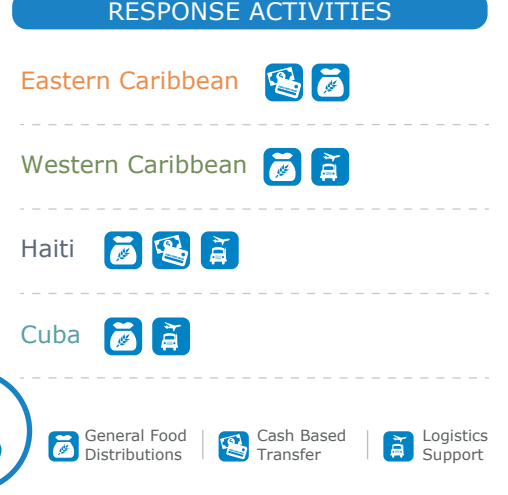 RESPONSE ACTIVITIES
Eastern Caribbean
Western Caribbean
Haiti
Cuba
General Food
Distributions
Cash Based
Transfer
Logistics
Support